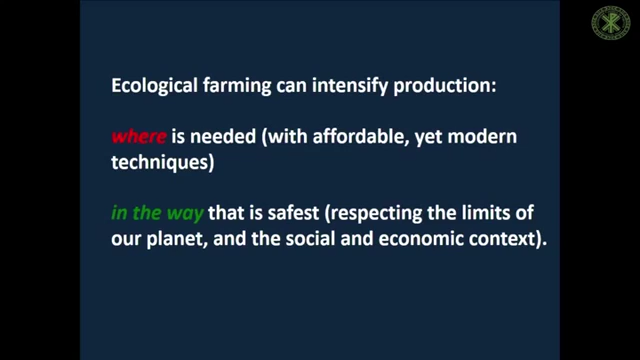 Ecological farming can intensify production:
where is needed (with affordable, yet modern
techniques)
in the way that is safest (respecting the limits of
our planet, and the social and economic context).